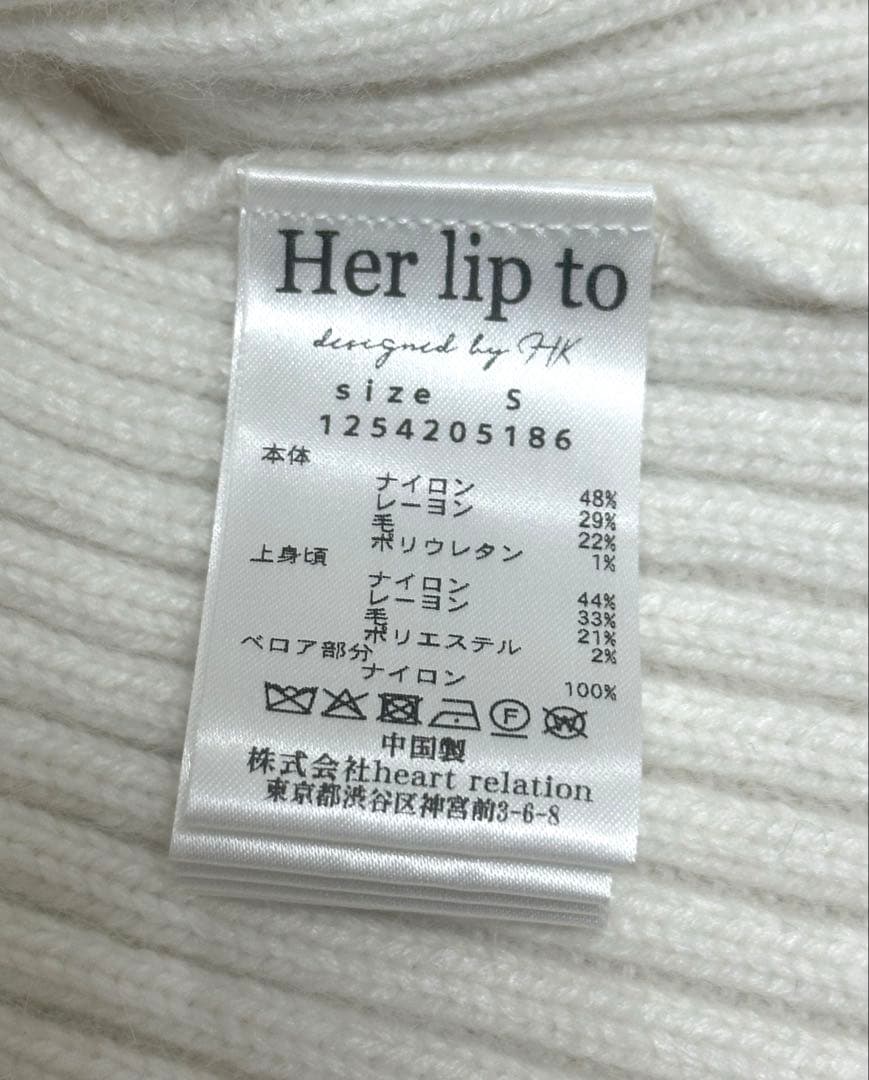 Her lip to
designed by HK
size S
1254205186
本体
ナイロン 48%
レーヨン 29%
毛 22%
ポリウレタン 1%
上身頃
ナイロン 44%
レーヨン 33%
毛 21%
ポリエステル 2%
ベロア部分
ナイロン 100%
F W
中国製
株式会社heart relation
東京都渋谷区神宮前3-6-8